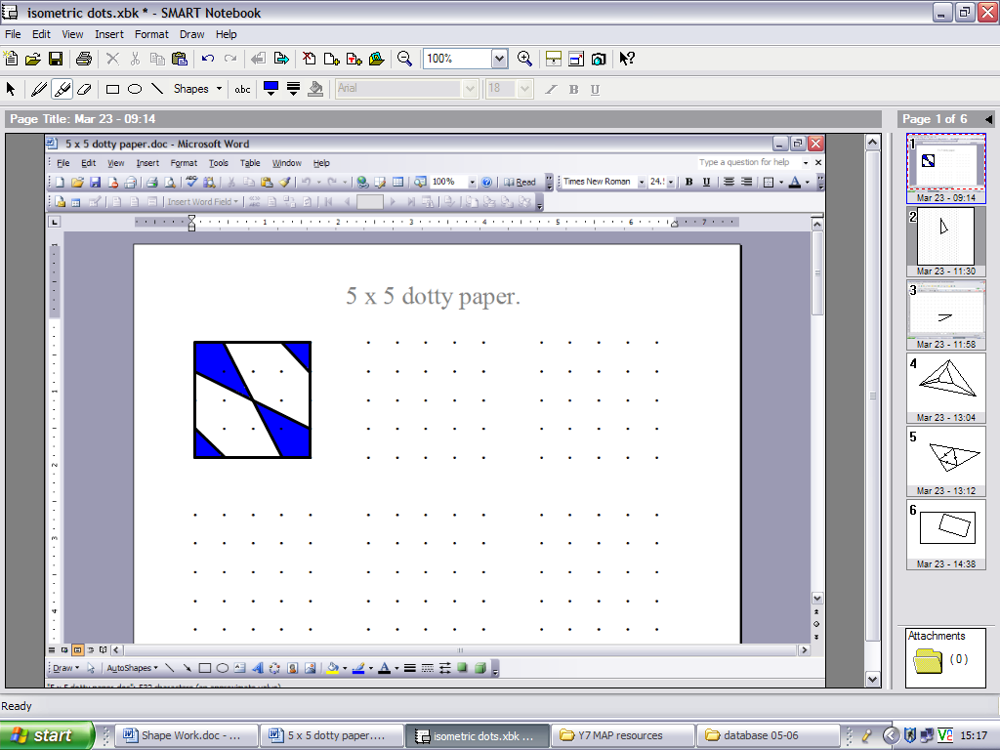 isometric dots.xbk * - SMART Notebook
File Edit View Insert Format Draw Help
100%
Shapes abc Arial 18 I B U
Page Title: Mar 23 - 09:14
Page 1 of 6
5 x 5 dotty paper.doc - Microsoft Word
File Edit View Insert Format Tools Table Window Help
Type a question for help
100% Read Times New Roman 24.5 B U A
Insert Word Field
1 2 3 4 5 6 7
5 x 5 dotty paper.
1
2
3
4
Draw AutoShapes
1
Mar 23 - 09:14
2
Mar 23 - 11:30
3
Mar 23 - 11:58
4
Mar 23 - 13:04
5
Mar 23 - 13:12
6
Mar 23 - 14:38
Attachments
(0)
Ready
start Shape Work.doc - ... 5 x 5 dotty paper.... isometric dots.xbk ... Y7 MAP resources database 05-06 15:17